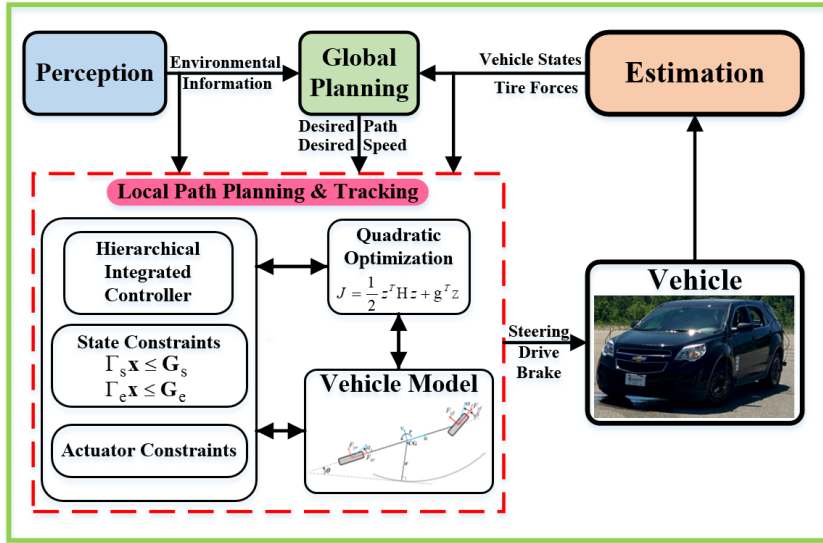 Perception
Environmental
Information
Global
Planning
Vehicle States
Tire Forces
Estimation
Desired Path
Desired Speed
Local Path Planning & Tracking
Hierarchical
Integrated
Controller
Quadratic
Optimization
J = 1/2 z^T H z + g^T z
State Constraints
Γ_s x ≤ G_s
Γ_e x ≤ G_e
Actuator Constraints
Vehicle Model
Steering
Drive
Brake
Vehicle